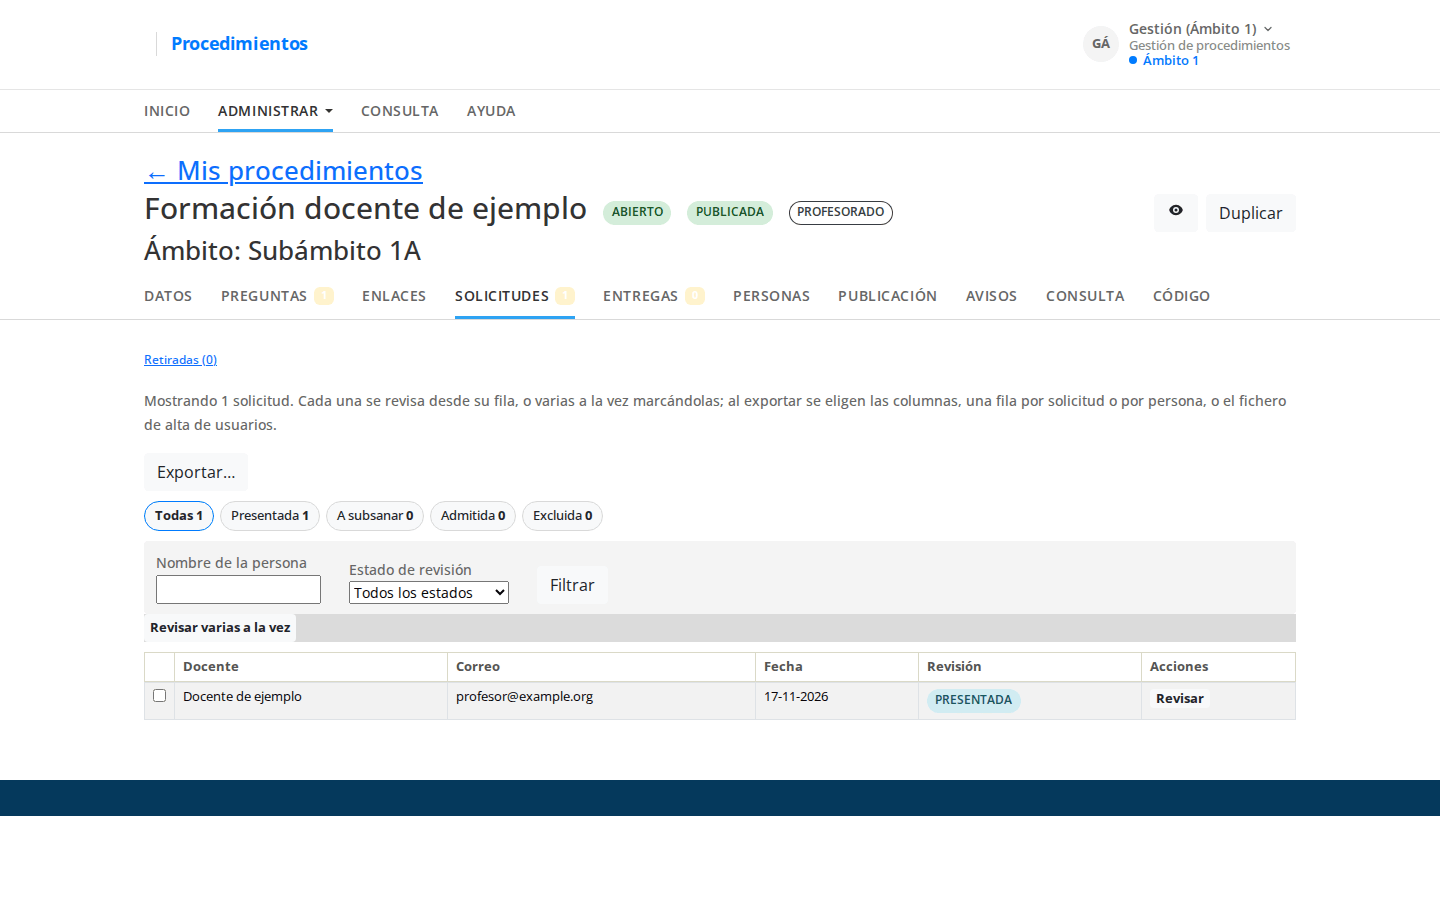 Procedimientos
GÁ
Gestión (Ámbito 1)
Gestión de procedimientos
Ámbito 1
INICIO
ADMINISTRAR
CONSULTA
AYUDA
← Mis procedimientos
Formación docente de ejemplo
ABIERTO
PUBLICADA
PROFESORADO
Duplicar
Ámbito: Subámbito 1A
DATOS
PREGUNTAS 1
ENLACES
SOLICITUDES 1
ENTREGAS 0
PERSONAS
PUBLICACIÓN
AVISOS
CONSULTA
CÓDIGO
Retiradas (0)
Mostrando 1 solicitud. Cada una se revisa desde su fila, o varias a la vez marcándolas; al exportar se eligen las columnas, una fila por solicitud o por persona, o el fichero
de alta de usuarios.
Exportar...
Todas 1
Presentada 1
A subsanar 0
Admitida 0
Excluida 0
Nombre de la persona
Estado de revisión
Todos los estados
Filtrar
Revisar varias a la vez
Docente Correo Fecha Revisión Acciones
Docente de ejemplo profesor@example.org 17-11-2026 PRESENTADA Revisar